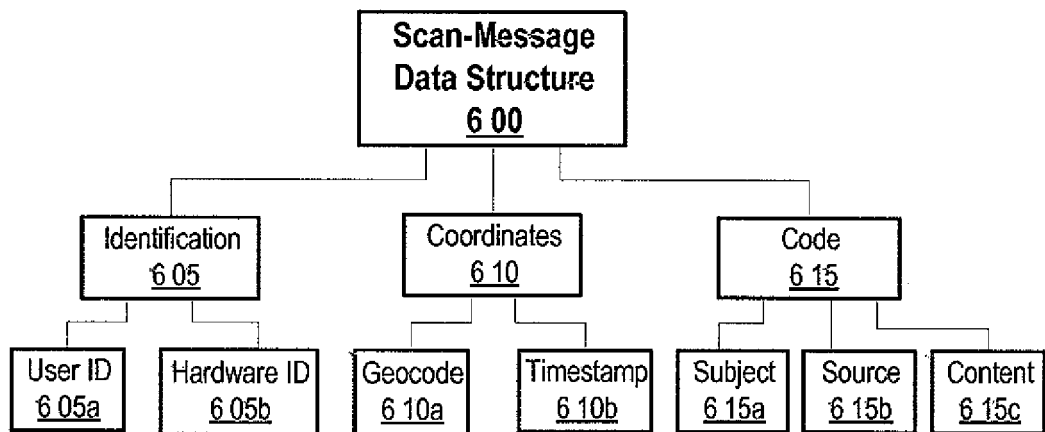 Scan-Message
Data Structure
6 00
Identification
6 05
Coordinates
6 10
Code
6 15
User ID
6 05a
Hardware ID
6 05b
Geocode
6 10a
Timestamp
6 10b
Subject
6 15a
Source
6 15b
Content
6 15c